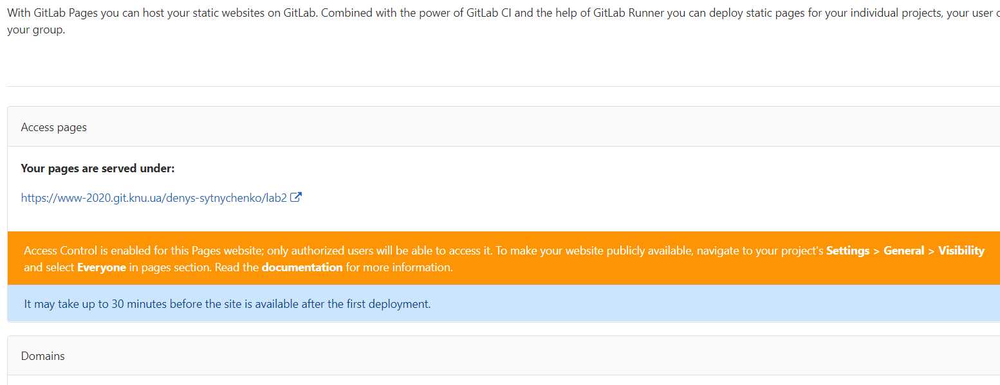 With GitLab Pages you can host your static websites on GitLab. Combined with the power of GitLab CI and the help of GitLab Runner you can deploy static pages for your individual projects, your user
your group.
Access pages
Your pages are served under:
https://www-2020.git.knu.ua/denys-sytnychenko/lab2
Access Control is enabled for this Pages website; only authorized users will be able to access it. To make your website publicly available, navigate to your project's Settings > General > Visibility
and select Everyone in pages section. Read the documentation for more information.
It may take up to 30 minutes before the site is available after the first deployment.
Domains